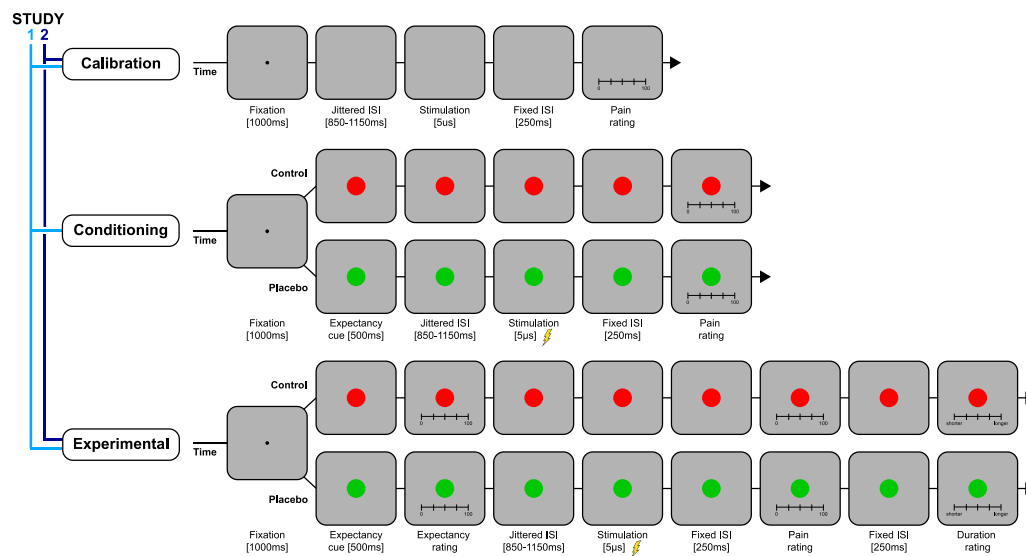 STUDY
1 2
Calibration
Time
0 100
Fixation
[1000ms]
Jittered ISI
[850-1150ms]
Stimulation
[5us]
Fixed ISI
[250ms]
Pain
rating
Conditioning
Time
Control
0 100
Placebo
0 100
Fixation
[1000ms]
Expectancy
cue [500ms]
Jittered ISI
[850-1150ms]
Stimulation
[5µs]
Fixed ISI
[250ms]
Pain
rating
Experimental
Time
Control
0 100
0 100
shorter longer
Placebo
0 100
0 100
shorter longer
Fixation
[1000ms]
Expectancy
cue [500ms]
Expectancy
rating
Jittered ISI
[850-1150ms]
Stimulation
[5µs]
Fixed ISI
[250ms]
Pain
rating
Fixed ISI
[250ms]
Duration
rating